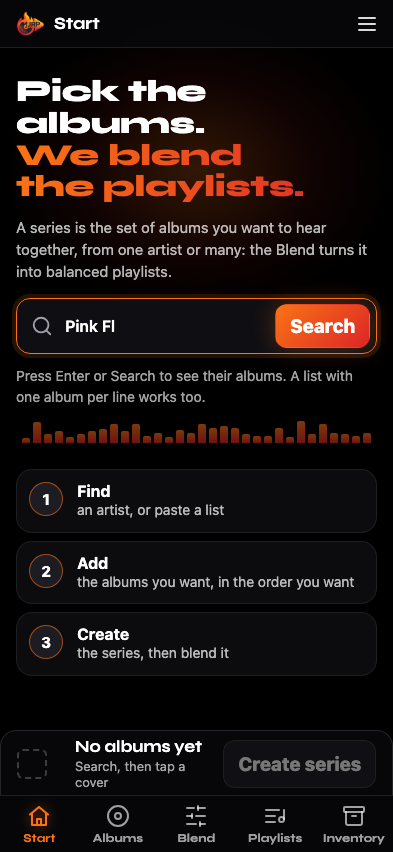 Start
Pick the
albums.
We blend
the playlists.
A series is the set of albums you want to hear
together, from one artist or many: the Blend turns it
into balanced playlists.
Pink Fl
Search
Press Enter or Search to see their albums. A list with
one album per line works too.
1
Find
an artist, or paste a list
2
Add
the albums you want, in the order you want
3
Create
the series, then blend it
No albums yet
Search, then tap a
cover
Create series
Start
Albums
Blend
Playlists
Inventory